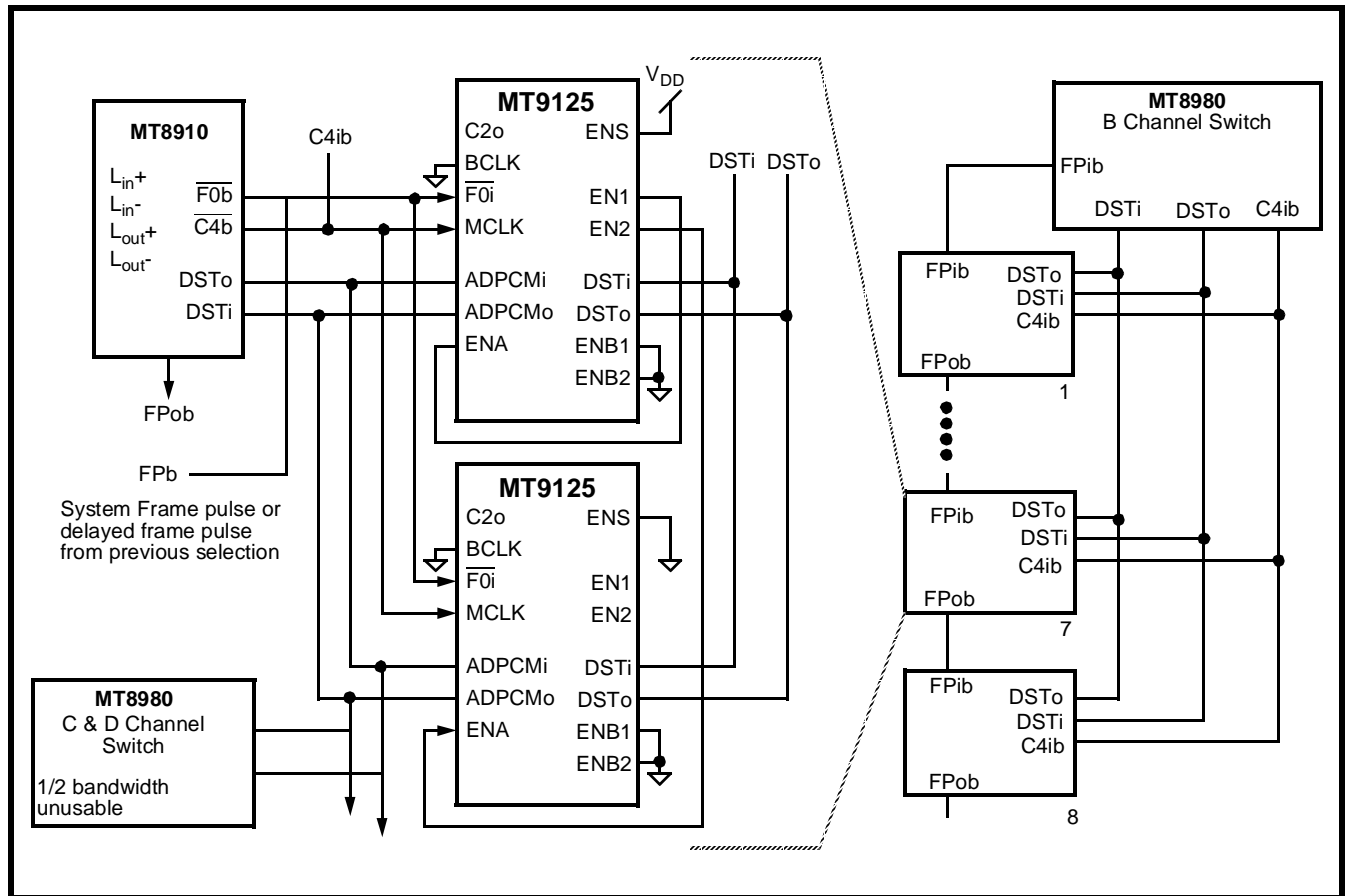 MT8910
Lin+
Lin-
Lout+
Lout-
F0b
C4b
DSTo
DSTi
FPob
FPb
System Frame pulse or
delayed frame pulse
from previous selection
C4ib
MT9125
C2o
BCLK
F0i
MCLK
ADPCMi
ADPCMo
ENA
ENS
EN1
EN2
DSTi
DSTo
ENB1
ENB2
VDD
DSTi DSTo
MT9125
C2o
BCLK
F0i
MCLK
ADPCMi
ADPCMo
ENA
ENS
EN1
EN2
DSTi
DSTo
ENB1
ENB2
MT8980
C & D Channel
Switch
1/2 bandwidth
unusable
MT8980
B Channel Switch
FPib
DSTi DSTo C4ib
FPib
DSTo
DSTi
C4ib
FPob
1
FPib
DSTo
DSTi
C4ib
FPob
7
FPib
DSTo
DSTi
C4ib
FPob
8